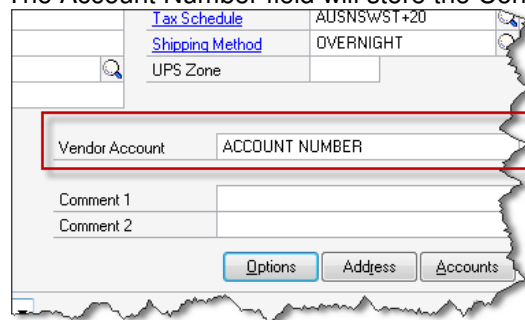 The Account Number field will store the Con
Tax Schedule AUSNSWST+20
Shipping Method OVERNIGHT
UPS Zone
Vendor Account ACCOUNT NUMBER
Comment 1
Comment 2
Options Address Accounts